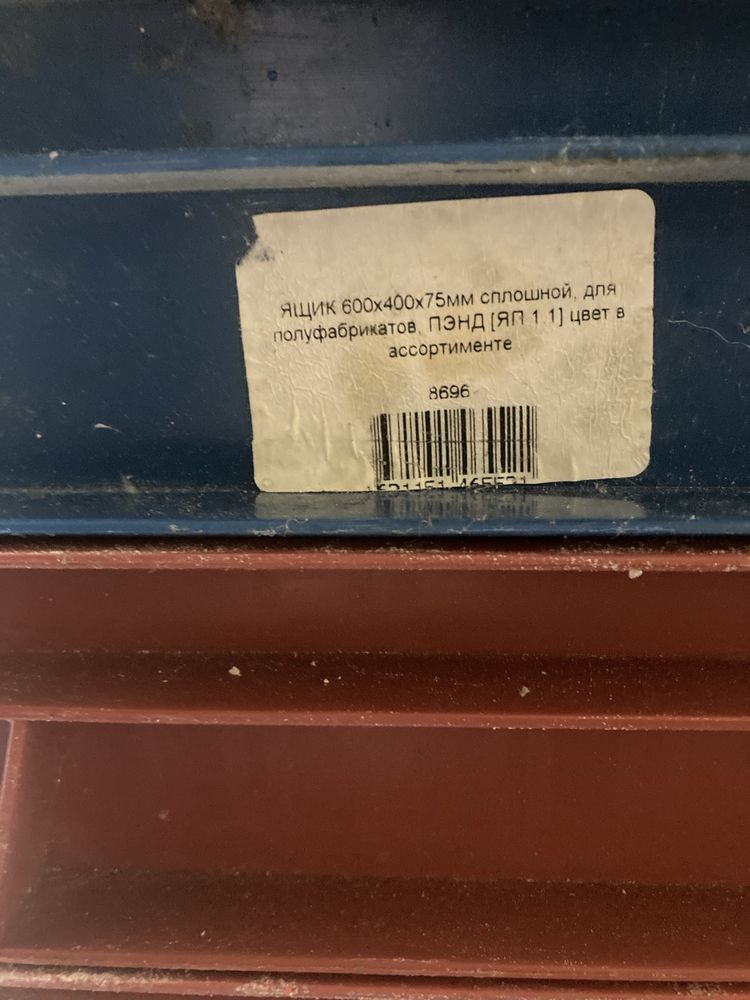 ЯЩИК 600х400х75мм сплошной, для
полуфабрикатов, ПЭНД [ЯП 1.1] цвет в
ассортименте
8696